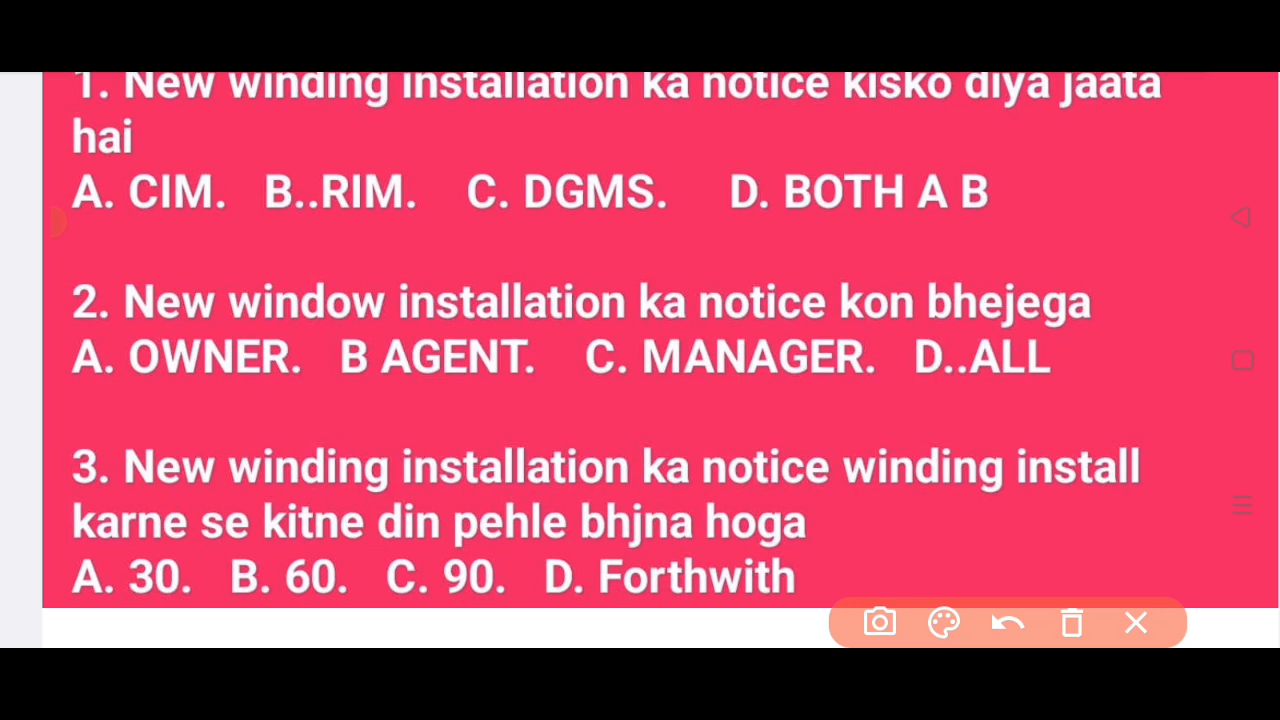 1. New winding installation ka notice kisko diya jaata
hai
A. CIM. B..RIM. C. DGMS. D. BOTH A B
2. New window installation ka notice kon bhejega
A. OWNER. B AGENT. C. MANAGER. D..ALL
3. New winding installation ka notice winding install
karne se kitne din pehle bhjna hoga
A. 30. B. 60. C. 90. D. Forthwith